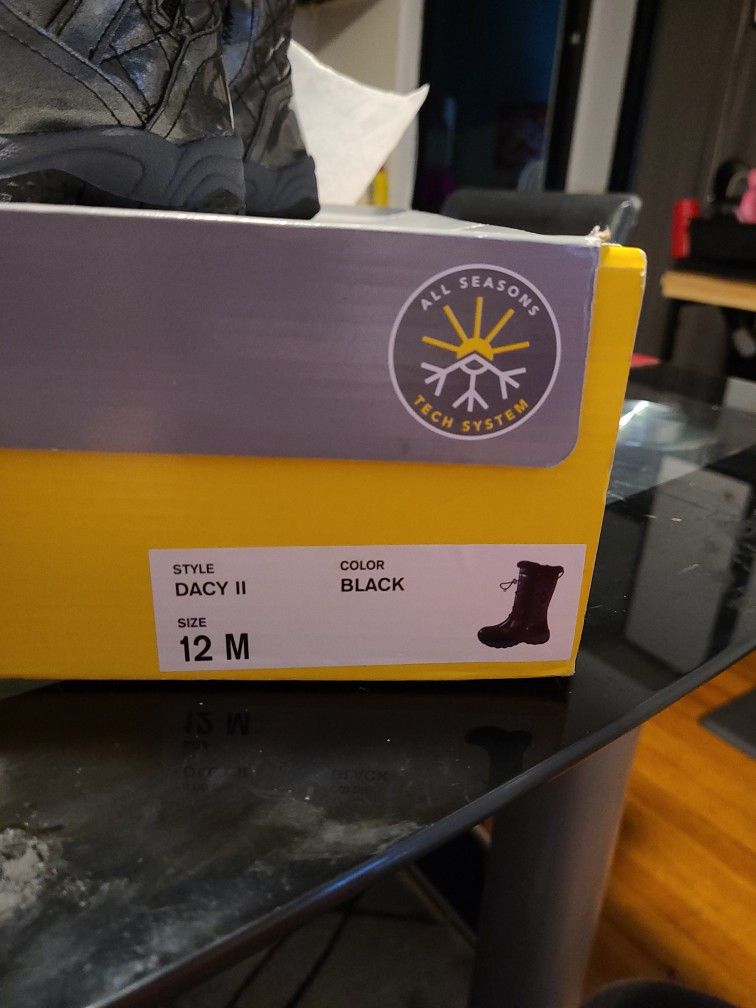 ALL SEASONS
TECH SYSTEM
STYLE
DACY II
COLOR
BLACK
SIZE
12 M